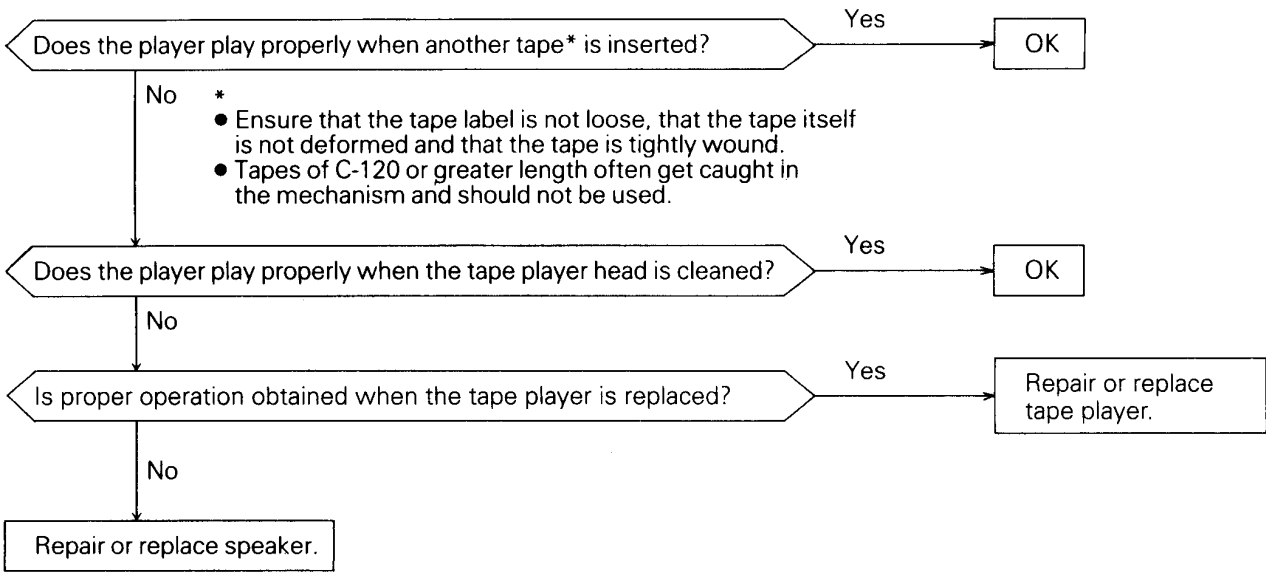 Yes
Does the player play properly when another tape* is inserted?
OK
No
*
● Ensure that the tape label is not loose, that the tape itself
is not deformed and that the tape is tightly wound.
● Tapes of C-120 or greater length often get caught in
the mechanism and should not be used.
Yes
Does the player play properly when the tape player head is cleaned?
OK
No
Yes
Is proper operation obtained when the tape player is replaced?
Repair or replace
tape player.
No
Repair or replace speaker.